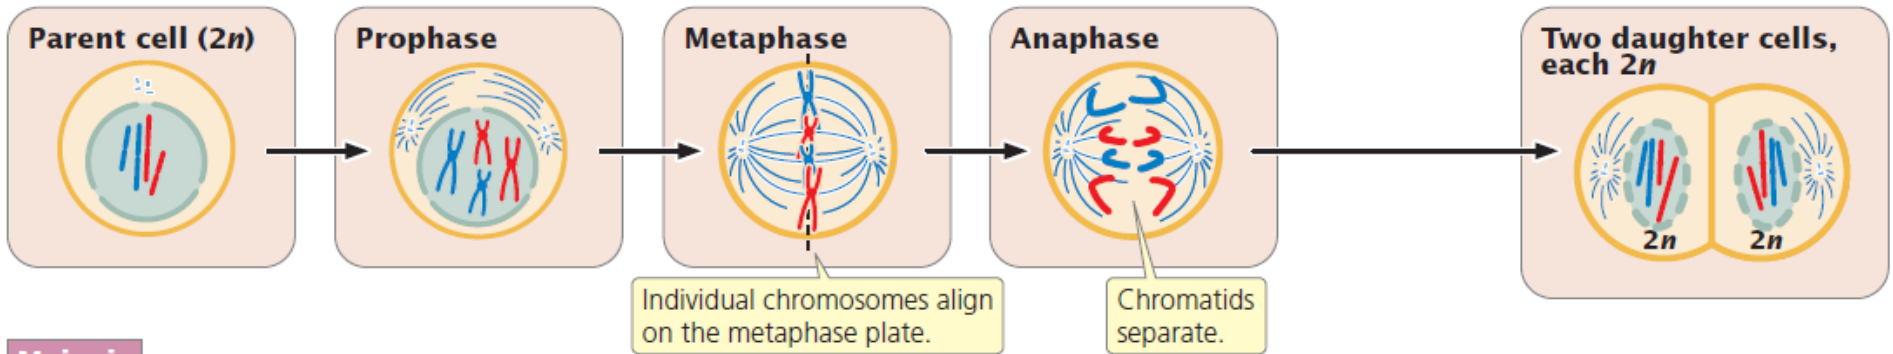 Parent cell (2n)
Prophase
Metaphase
Anaphase
Two daughter cells,
each 2n
2n
2n
Individual chromosomes align
on the metaphase plate.
Chromatids
separate.